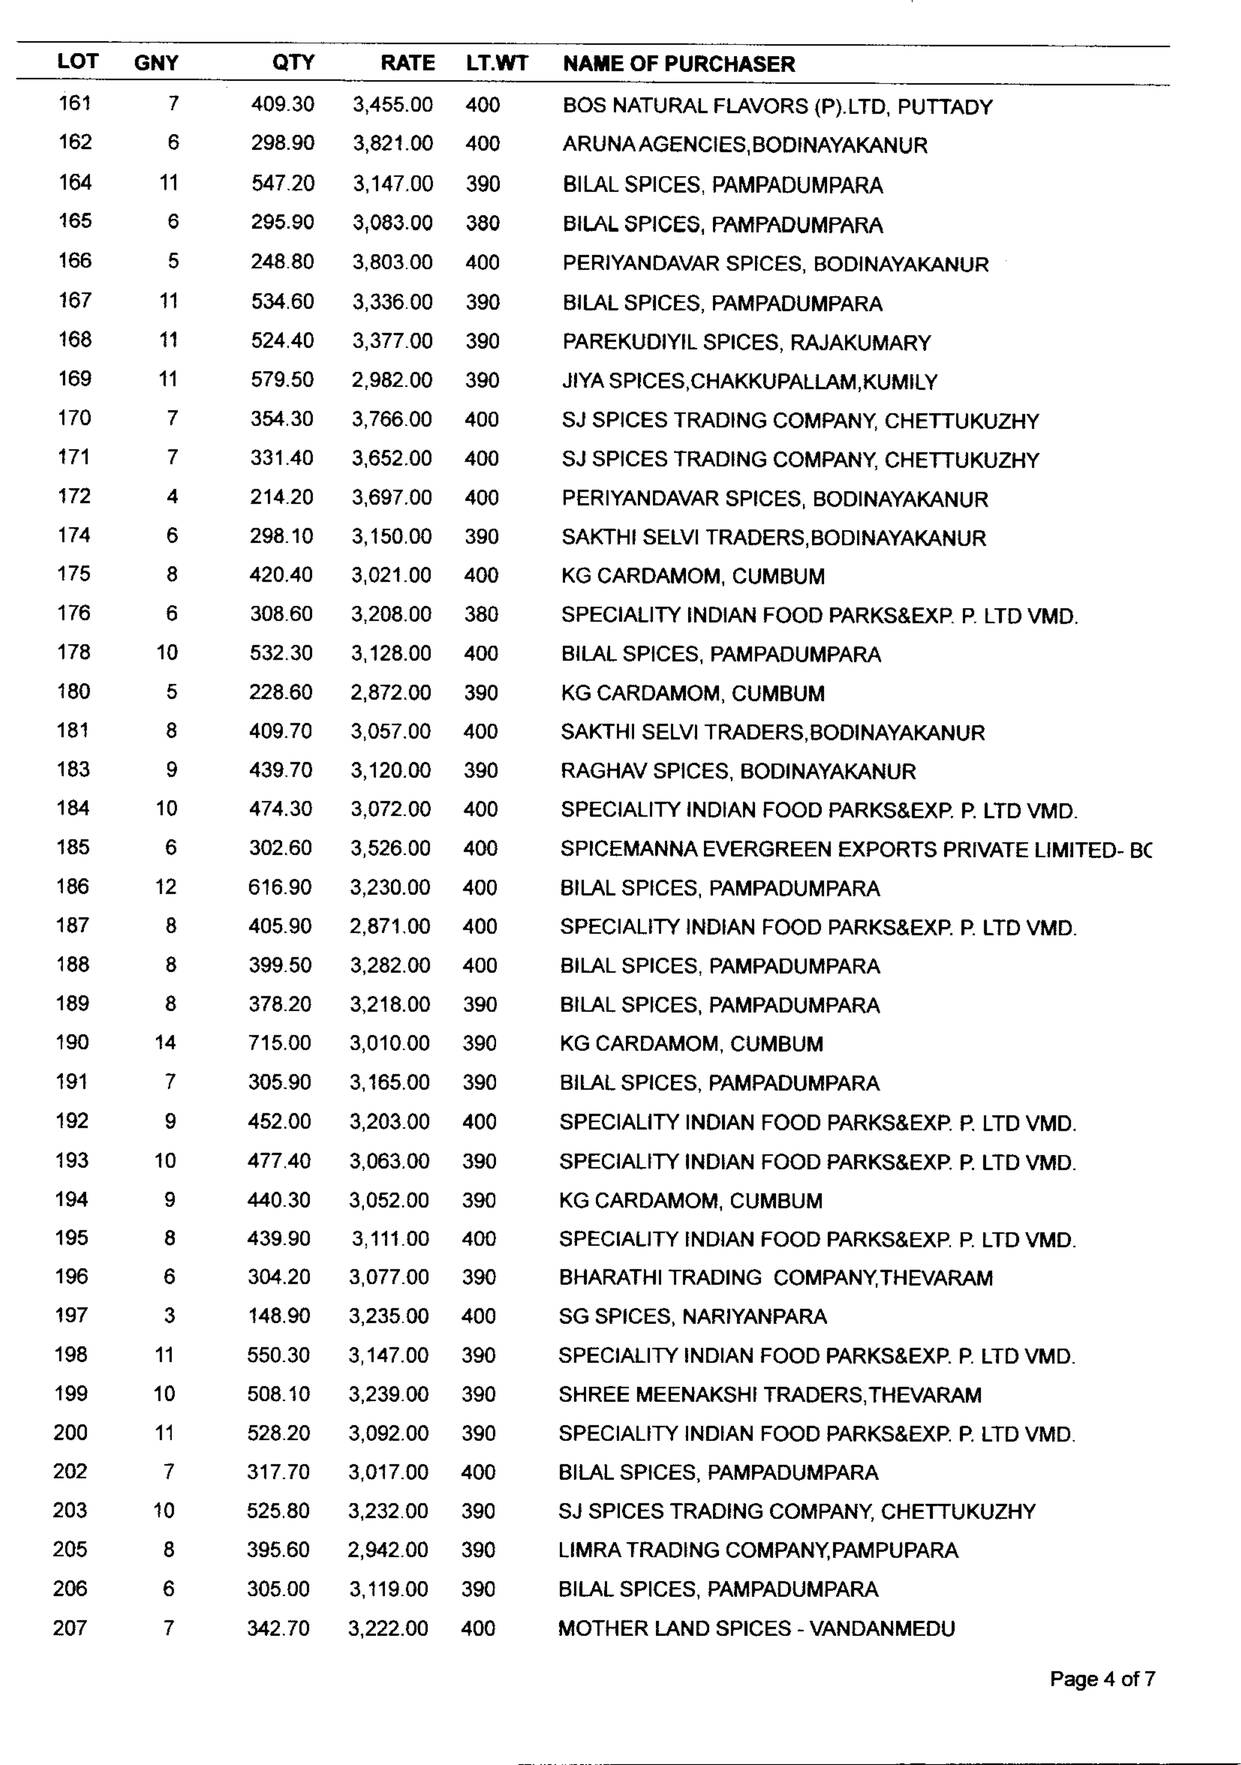 LOT GNY QTY RATE LT.WT NAME OF PURCHASER
161 7 409.30 3,455.00 400 BOS NATURAL FLAVORS (P).LTD, PUTTADY
162 6 298.90 3,821.00 400 ARUNA AGENCIES,BODINAYAKANUR
164 11 547.20 3,147.00 390 BILAL SPICES, PAMPADUMPARA
165 6 295.90 3,083.00 380 BILAL SPICES, PAMPADUMPARA
166 5 248.80 3,803.00 400 PERIYANDAVAR SPICES, BODINAYAKANUR
167 11 534.60 3,336.00 390 BILAL SPICES, PAMPADUMPARA
168 11 524.40 3,377.00 390 PAREKUDIYIL SPICES, RAJAKUMARY
169 11 579.50 2,982.00 390 JIYA SPICES,CHAKKUPALLAM,KUMILY
170 7 354.30 3,766.00 400 SJ SPICES TRADING COMPANY, CHETTUKUZHY
171 7 331.40 3,652.00 400 SJ SPICES TRADING COMPANY, CHETTUKUZHY
172 4 214.20 3,697.00 400 PERIYANDAVAR SPICES, BODINAYAKANUR
174 6 298.10 3,150.00 390 SAKTHI SELVI TRADERS,BODINAYAKANUR
175 8 420.40 3,021.00 400 KG CARDAMOM, CUMBUM
176 6 308.60 3,208.00 380 SPECIALITY INDIAN FOOD PARKS&EXP. P. LTD VMD.
178 10 532.30 3,128.00 400 BILAL SPICES, PAMPADUMPARA
180 5 228.60 2,872.00 390 KG CARDAMOM, CUMBUM
181 8 409.70 3,057.00 400 SAKTHI SELVI TRADERS,BODINAYAKANUR
183 9 439.70 3,120.00 390 RAGHAV SPICES, BODINAYAKANUR
184 10 474.30 3,072.00 400 SPECIALITY INDIAN FOOD PARKS&EXP. P. LTD VMD.
185 6 302.60 3,526.00 400 SPICEMANNA EVERGREEN EXPORTS PRIVATE LIMITED- BC
186 12 616.90 3,230.00 400 BILAL SPICES, PAMPADUMPARA
187 8 405.90 2,871.00 400 SPECIALITY INDIAN FOOD PARKS&EXP. P. LTD VMD.
188 8 399.50 3,282.00 400 BILAL SPICES, PAMPADUMPARA
189 8 378.20 3,218.00 390 BILAL SPICES, PAMPADUMPARA
190 14 715.00 3,010.00 390 KG CARDAMOM, CUMBUM
191 7 305.90 3,165.00 390 BILAL SPICES, PAMPADUMPARA
192 9 452.00 3,203.00 400 SPECIALITY INDIAN FOOD PARKS&EXP. P. LTD VMD.
193 10 477.40 3,063.00 390 SPECIALITY INDIAN FOOD PARKS&EXP. P. LTD VMD.
194 9 440.30 3,052.00 390 KG CARDAMOM, CUMBUM
195 8 439.90 3,111.00 400 SPECIALITY INDIAN FOOD PARKS&EXP. P. LTD VMD.
196 6 304.20 3,077.00 390 BHARATHI TRADING COMPANY,THEVARAM
197 3 148.90 3,235.00 400 SG SPICES, NARIYANPARA
198 11 550.30 3,147.00 390 SPECIALITY INDIAN FOOD PARKS&EXP. P. LTD VMD.
199 10 508.10 3,239.00 390 SHREE MEENAKSHI TRADERS,THEVARAM
200 11 528.20 3,092.00 390 SPECIALITY INDIAN FOOD PARKS&EXP. P. LTD VMD.
202 7 317.70 3,017.00 400 BILAL SPICES, PAMPADUMPARA
203 10 525.80 3,232.00 390 SJ SPICES TRADING COMPANY, CHETTUKUZHY
205 8 395.60 2,942.00 390 LIMRA TRADING COMPANY,PAMPUPARA
206 6 305.00 3,119.00 390 BILAL SPICES, PAMPADUMPARA
207 7 342.70 3,222.00 400 MOTHER LAND SPICES - VANDANMEDU
Page 4 of 7